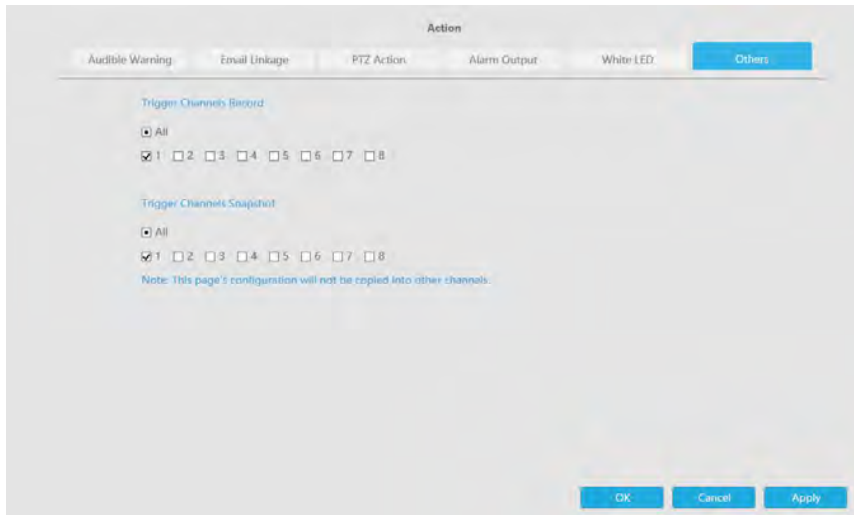 Action
Audible Warning Email Linkage PTZ Action Alarm Output White LED Others
Trigger Channels Record
All
1 2 3 4 5 6 7 8
Trigger Channels Snapshot
All
1 2 3 4 5 6 7 8
Note: This page's configuration will not be copied into other channels.
OK Cancel Apply